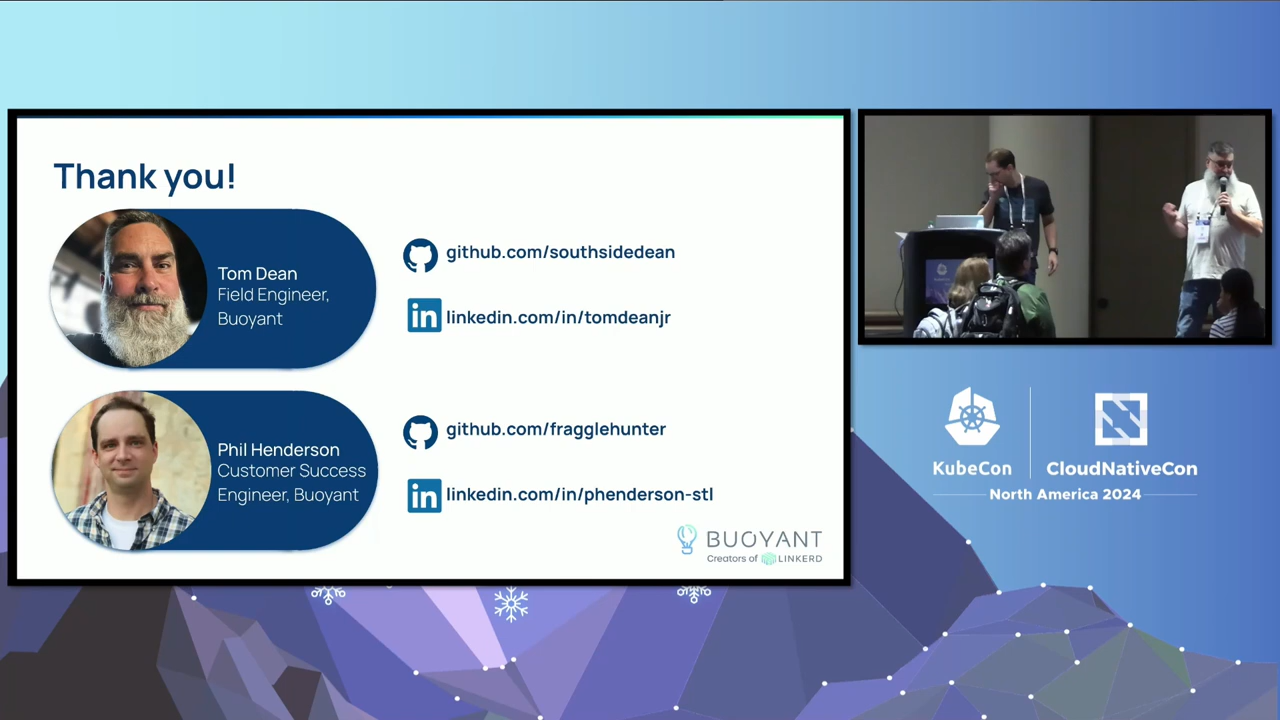 Thank you!
Tom Dean
Field Engineer,
Buoyant
github.com/southsidedean
linkedin.com/in/tomdeanjr
Phil Henderson
Customer Success
Engineer, Buoyant
github.com/fragglehunter
linkedin.com/in/phenderson-stl
BUOYANT
Creators of LINKERD
KubeCon
CloudNativeCon
North America 2024